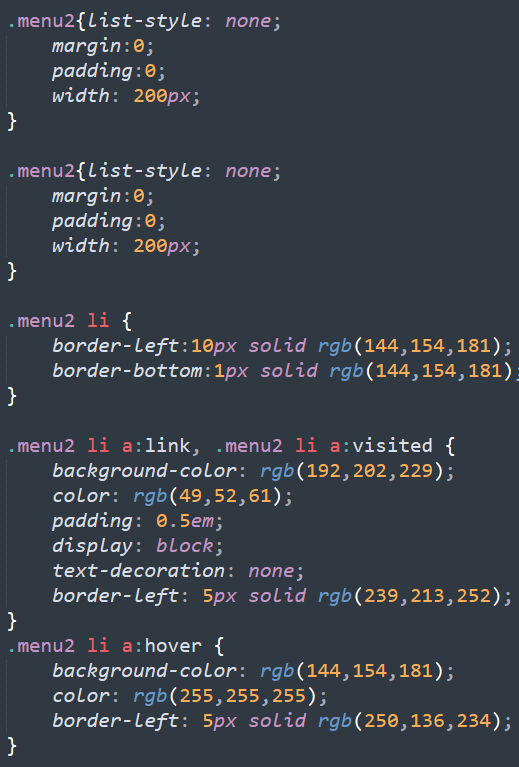 .menu2{list-style: none;
    margin:0;
    padding:0;
    width: 200px;
}

.menu2{list-style: none;
    margin:0;
    padding:0;
    width: 200px;
}

.menu2 li {
    border-left:10px solid rgb(144,154,181);
    border-bottom:1px solid rgb(144,154,181);
}

.menu2 li a:link, .menu2 li a:visited {
    background-color: rgb(192,202,229);
    color: rgb(49,52,61);
    padding: 0.5em;
    display: block;
    text-decoration: none;
    border-left: 5px solid rgb(239,213,252);
}
.menu2 li a:hover {
    background-color: rgb(144,154,181);
    color: rgb(255,255,255);
    border-left: 5px solid rgb(250,136,234);
}